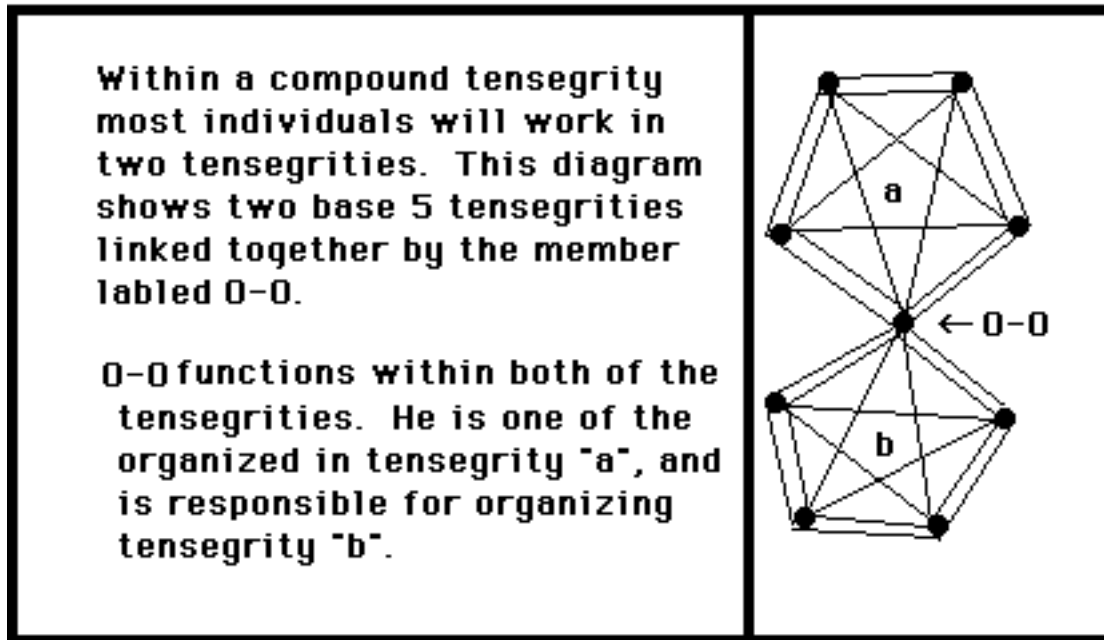 Within a compound tensegrity
most individuals will work in
two tensegrities.  This diagram
shows two base 5 tensegrities
linked together by the member
labled O-O.
O-O functions within both of the
tensegrities.  He is one of the
organized in tensegrity "a", and
is responsible for organizing
tensegrity "b".
a
← O-O
b